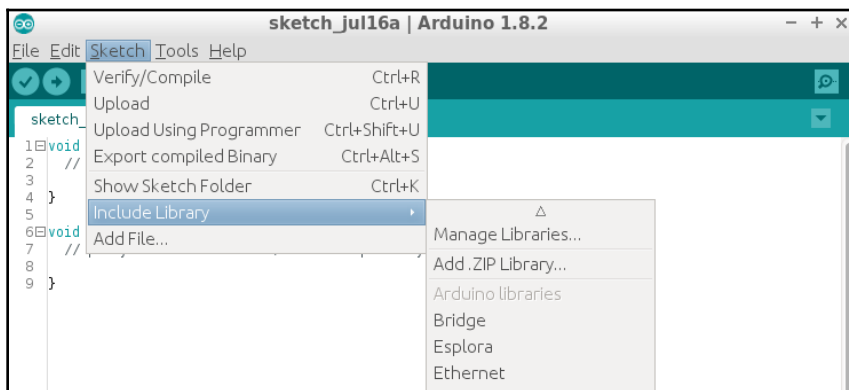 sketch_jul16a | Arduino 1.8.2
File Edit Sketch Tools Help
Verify/Compile Ctrl+R
Upload Ctrl+U
sketch_
Upload Using Programmer Ctrl+Shift+U
1 void
Export compiled Binary Ctrl+Alt+S
2 //
3
Show Sketch Folder Ctrl+K
4 }
5
Include Library
6 void
Add File...
Manage Libraries...
7 //
8
Add .ZIP Library...
9 }
Arduino libraries
Bridge
Esplora
Ethernet